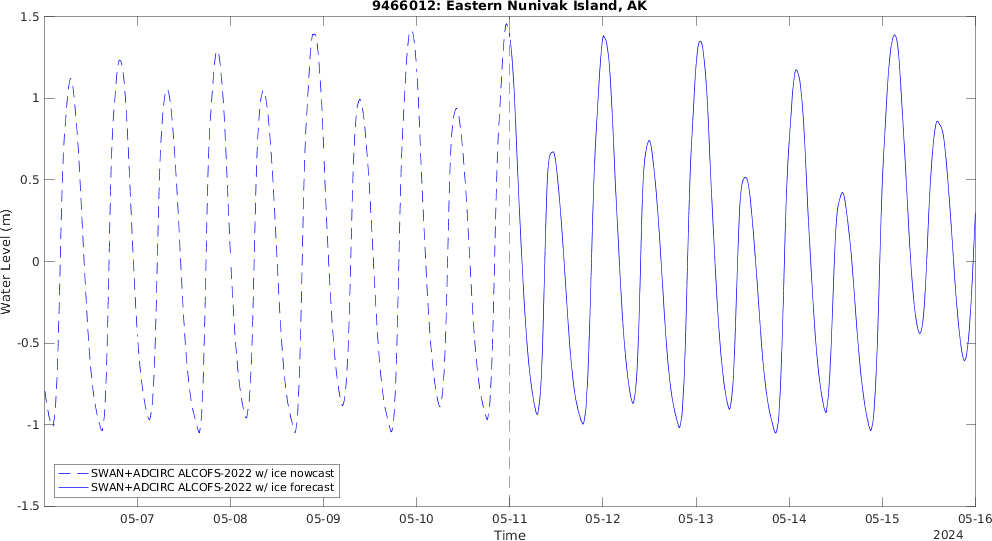 9466012: Eastern Nunivak Island, AK
1.5
1
0.5
0
-0.5
-1
-1.5
Water Level (m)
SWAN+ADCIRC ALCOFS-2022 w/ ice nowcast
SWAN+ADCIRC ALCOFS-2022 w/ ice forecast
05-07 05-08 05-09 05-10 05-11 05-12 05-13 05-14 05-15 05-16
Time
2024